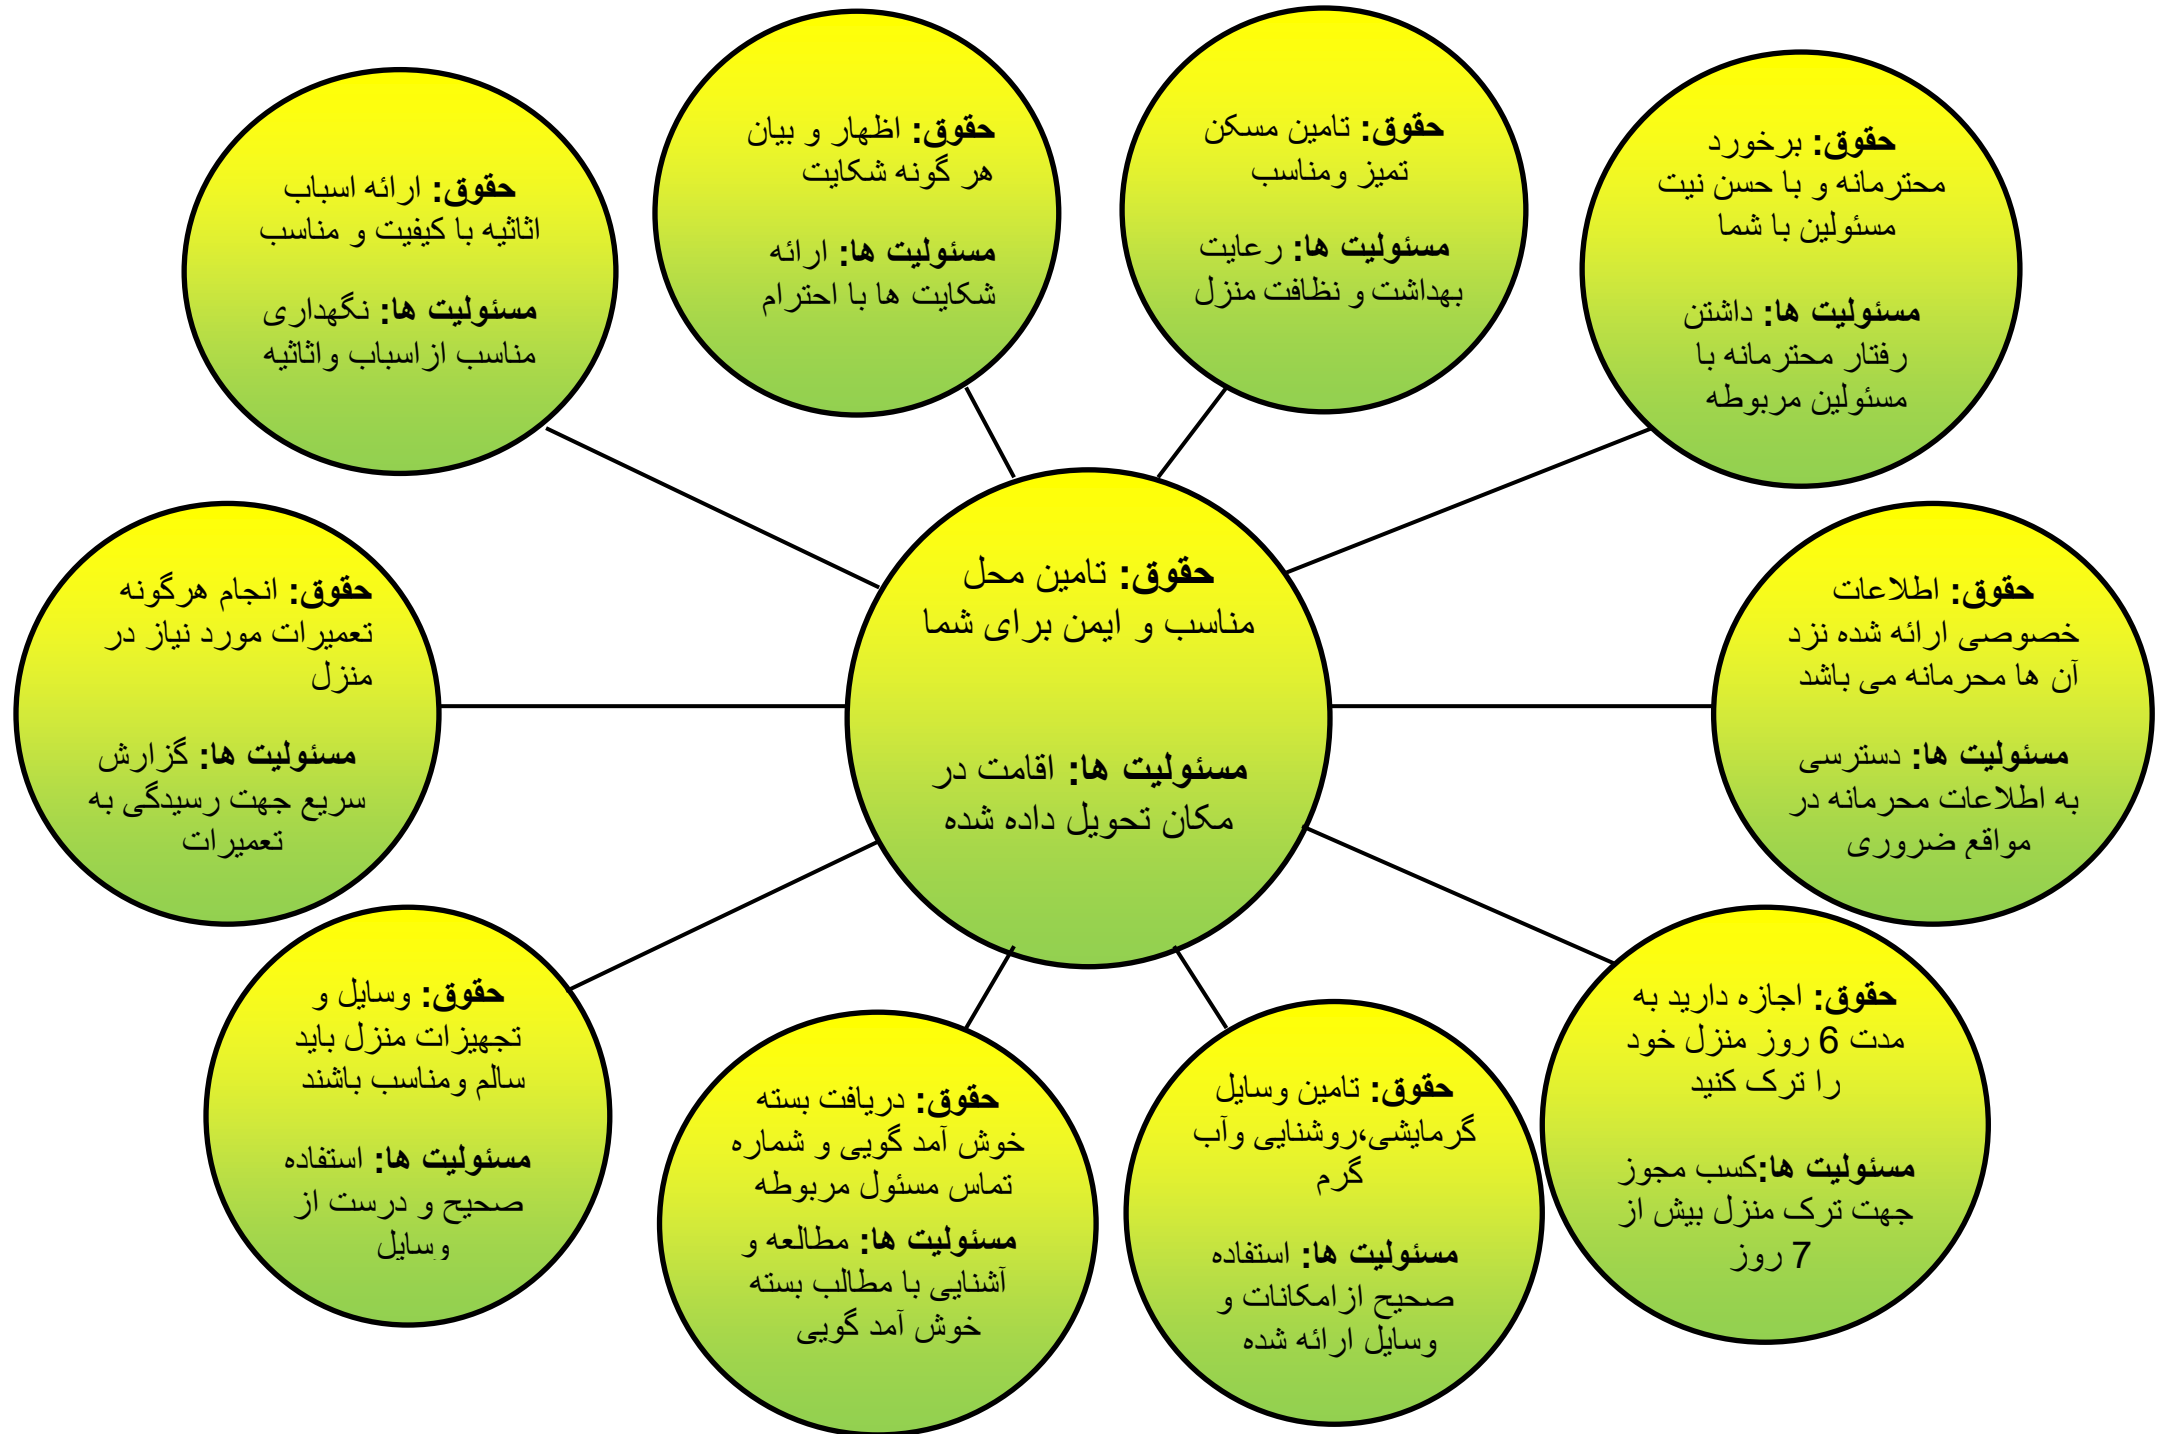 حقوق: برخورد
محترمانه و با حسن نیت
مسئولین با شما
مسئولیت ها: داشتن
رفتار محترمانه با
مسئولین مربوطه
حقوق: تامین مسکن
تمیز ومناسب
مسئولیت ها: رعایت
بهداشت و نظافت منزل
حقوق: اظهار و بیان
هر گونه شکایت
مسئولیت ها: ارائه
شکایت ها با احترام
حقوق: ارائه اسباب
اثاثیه با کیفیت و مناسب
مسئولیت ها: نگهداری
مناسب ازاسباب واثاثیه
حقوق: اطلاعات
خصوصی ارائه شده نزد
آن ها محرمانه می باشد
مسئولیت ها: دسترسی
به اطلاعات محرمانه در
مواقع ضروری
حقوق: تامین محل
مناسب و ایمن برای شما
مسئولیت ها: اقامت در
مکان تحویل داده شده
حقوق: انجام هرگونه
تعمیرات مورد نیاز در
منزل
مسئولیت ها: گزارش
سریع جهت رسیدگی به
تعمیرات
حقوق: اجازه دارید به
مدت 6 روز منزل خود
را ترک کنید
مسئولیت ها:کسب مجوز
جهت ترک منزل بیش از
7 روز
حقوق: تامین وسایل
گرمایشی،روشنایی وآب
گرم
مسئولیت ها: استفاده
صحیح ازامکانات و
وسایل ارائه شده
حقوق: دریافت بسته
خوش آمد گویی و شماره
تماس مسئول مربوطه
مسئولیت ها: مطالعه و
آشنایی با مطالب بسته
خوش آمد گویی
حقوق: وسایل و
تجهیزات منزل باید
سالم ومناسب باشند
مسئولیت ها: استفاده
صحیح و درست از
وسایل